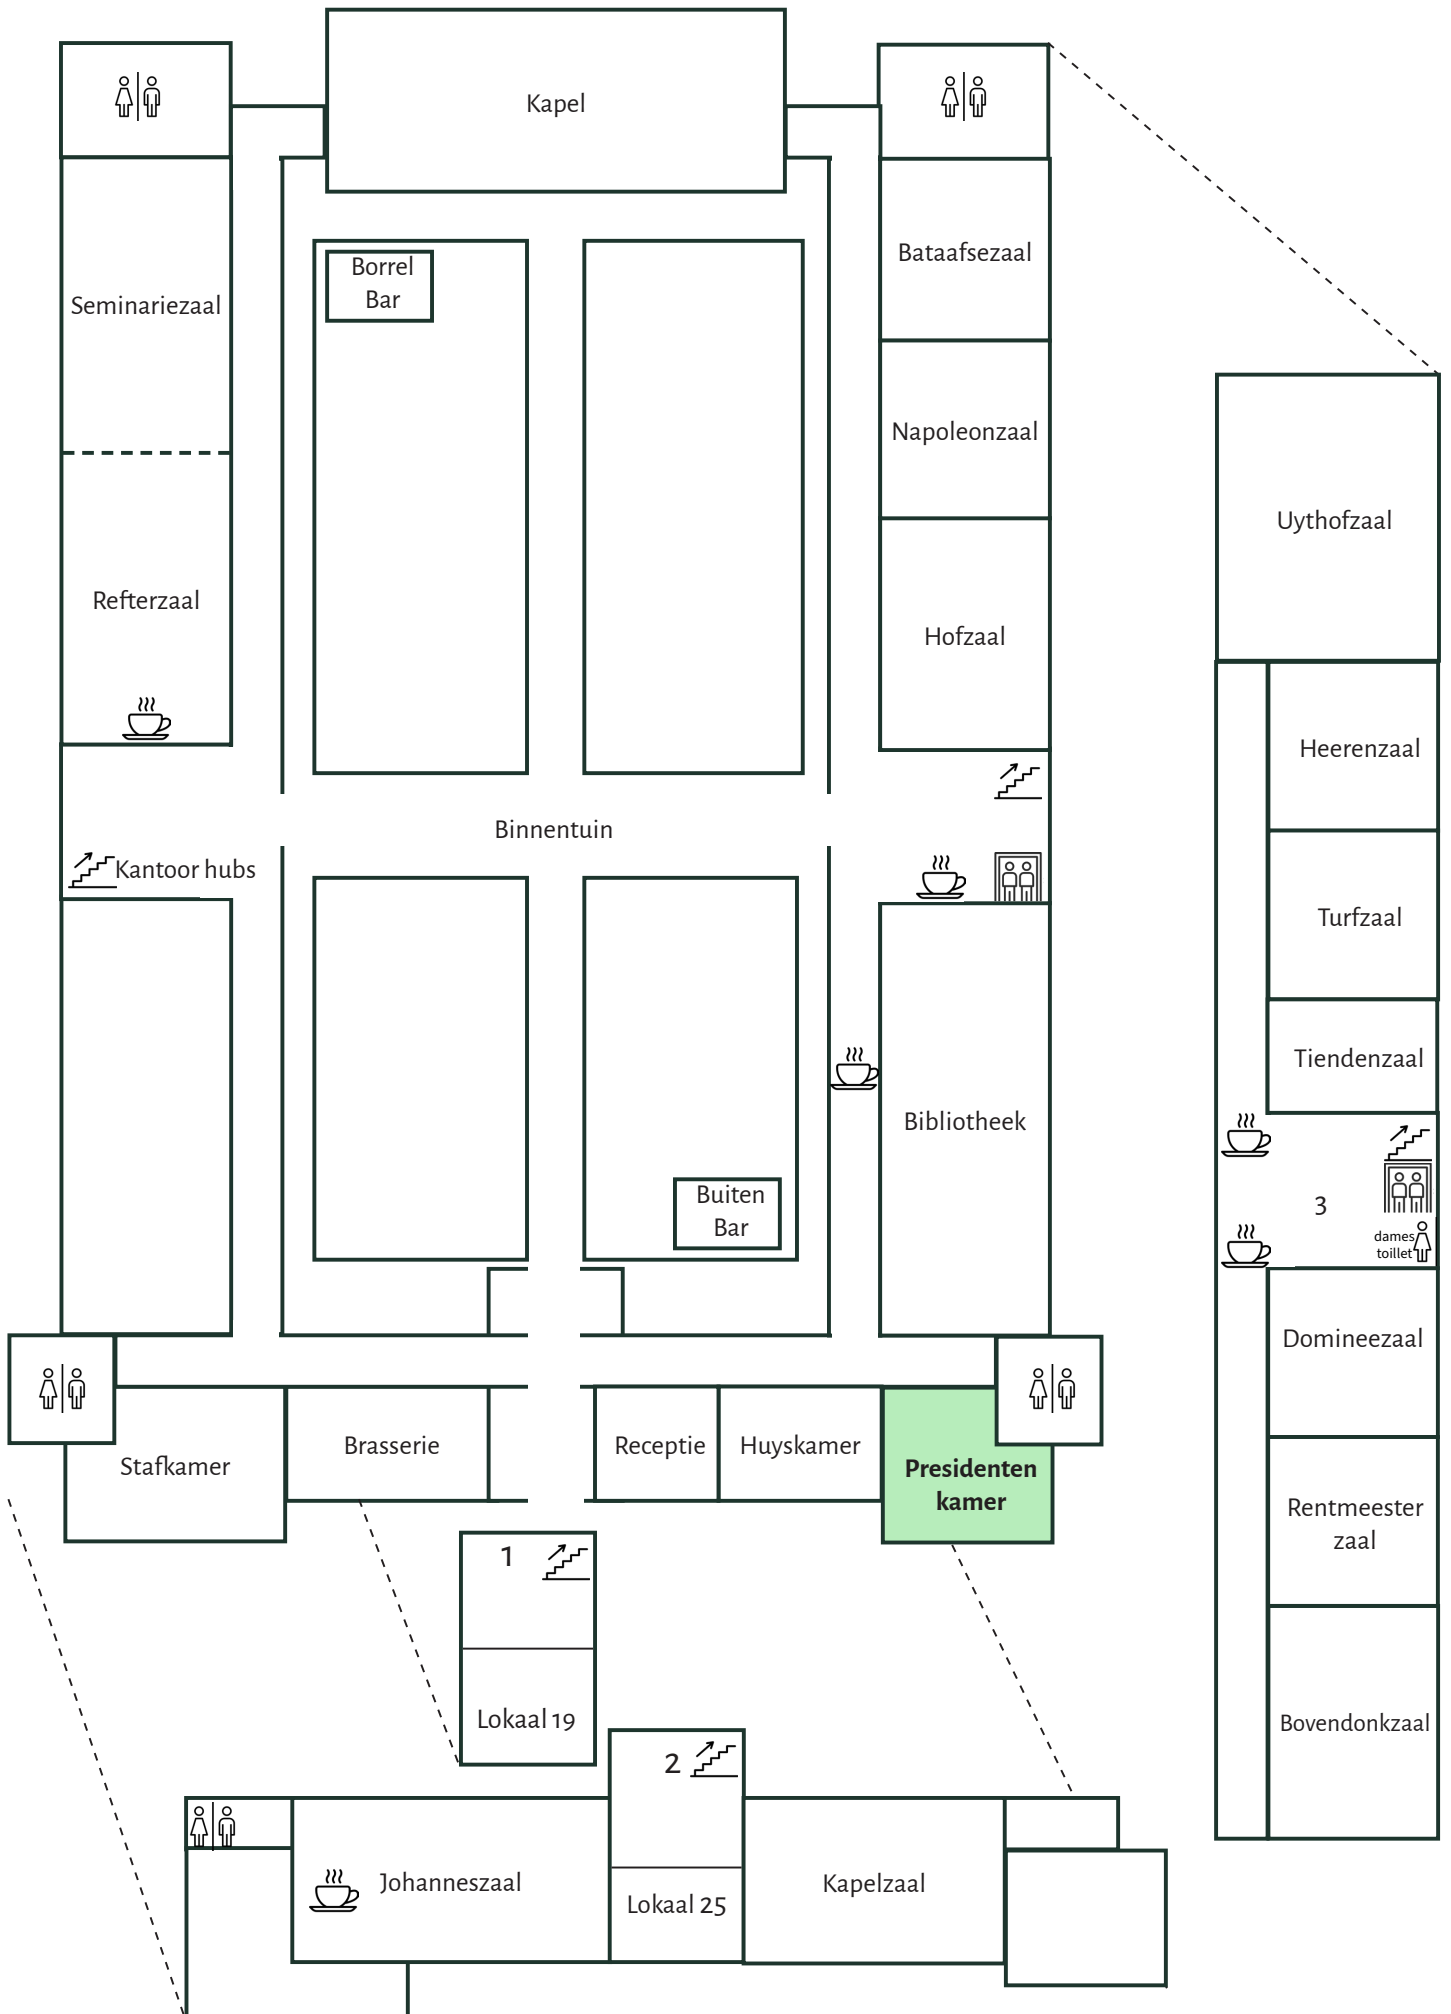 Kapel
Borrel
Bar
Bataafsezaal
Seminariezaal
Napoleonzaal
Uythofzaal
Refterzaal
Hofzaal
Heerenzaal
Binnentuin
Kantoor hubs
Turfzaal
Tiendenzaal
Bibliotheek
Buiten
Bar
3
dames
toillet
Domineezaal
Stafkamer
Brasserie
Receptie
Huyskamer
Presidenten
kamer
Rentmeester
zaal
1
Lokaal 19
Bovendonkzaal
2
Johanneszaal
Lokaal 25
Kapelzaal